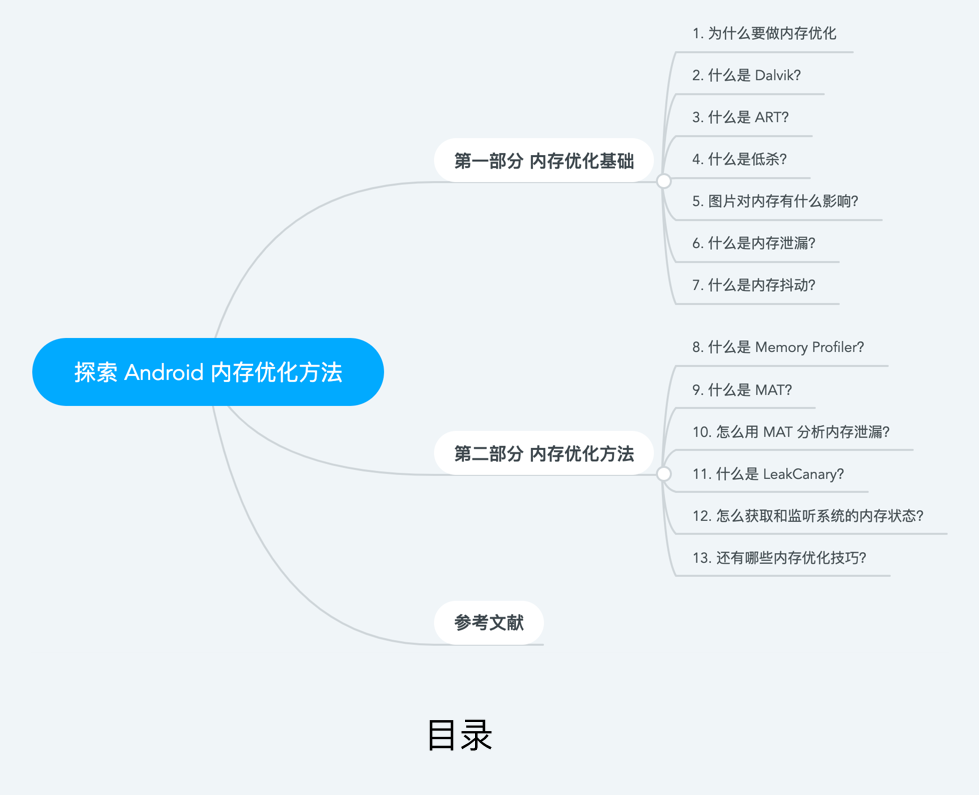 探索 Android 内存优化方法
第一部分 内存优化基础
1. 为什么要做内存优化
2. 什么是 Dalvik?
3. 什么是 ART?
4. 什么是低杀?
5. 图片对内存有什么影响?
6. 什么是内存泄漏?
7. 什么是内存抖动?
第二部分 内存优化方法
8. 什么是 Memory Profiler?
9. 什么是 MAT?
10. 怎么用 MAT 分析内存泄漏?
11. 什么是 LeakCanary?
12. 怎么获取和监听系统的内存状态?
13. 还有哪些内存优化技巧?
参考文献
目录